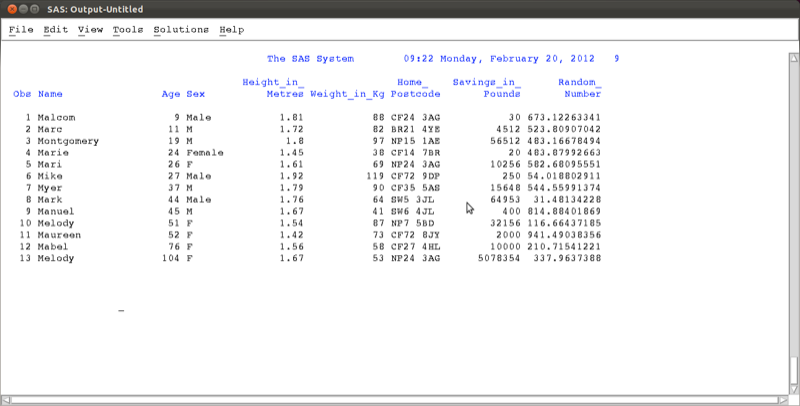 SAS: Output-Untitled
File Edit View Tools Solutions Help
The SAS System 09:22 Monday, February 20, 2012 9
Height_in_ Home_ Savings_in_ Random_
Obs Name Age Sex Metres Weight_in_Kg Postcode Pounds Number
1 Malcom 9 Male 1.81 88 CF24 3AG 30 673.12263341
2 Marc 11 M 1.72 82 BR21 4YE 4512 523.80907042
3 Montgomery 19 M 1.8 97 NP15 1AE 56512 483.16678494
4 Marie 24 Female 1.45 38 CF14 7BR 20 483.87992663
5 Mari 26 F 1.61 69 NP24 3AG 10256 582.68095551
6 Mike 27 Male 1.92 119 CF72 9DP 250 54.018802911
7 Myer 37 M 1.79 90 CF35 5AS 15648 544.55991374
8 Mark 44 Male 1.76 64 SW5 3JL 64953 31.48134228
9 Manuel 45 M 1.67 41 SW6 4JL 400 814.88401869
10 Melody 51 F 1.54 87 NP7 5BD 32156 116.66437185
11 Maureen 52 F 1.42 73 CF72 8JY 2000 941.49038356
12 Mabel 76 F 1.56 58 CF27 4HL 10000 210.71541221
13 Melody 104 F 1.67 53 NP24 3AG 5078354 337.9637388